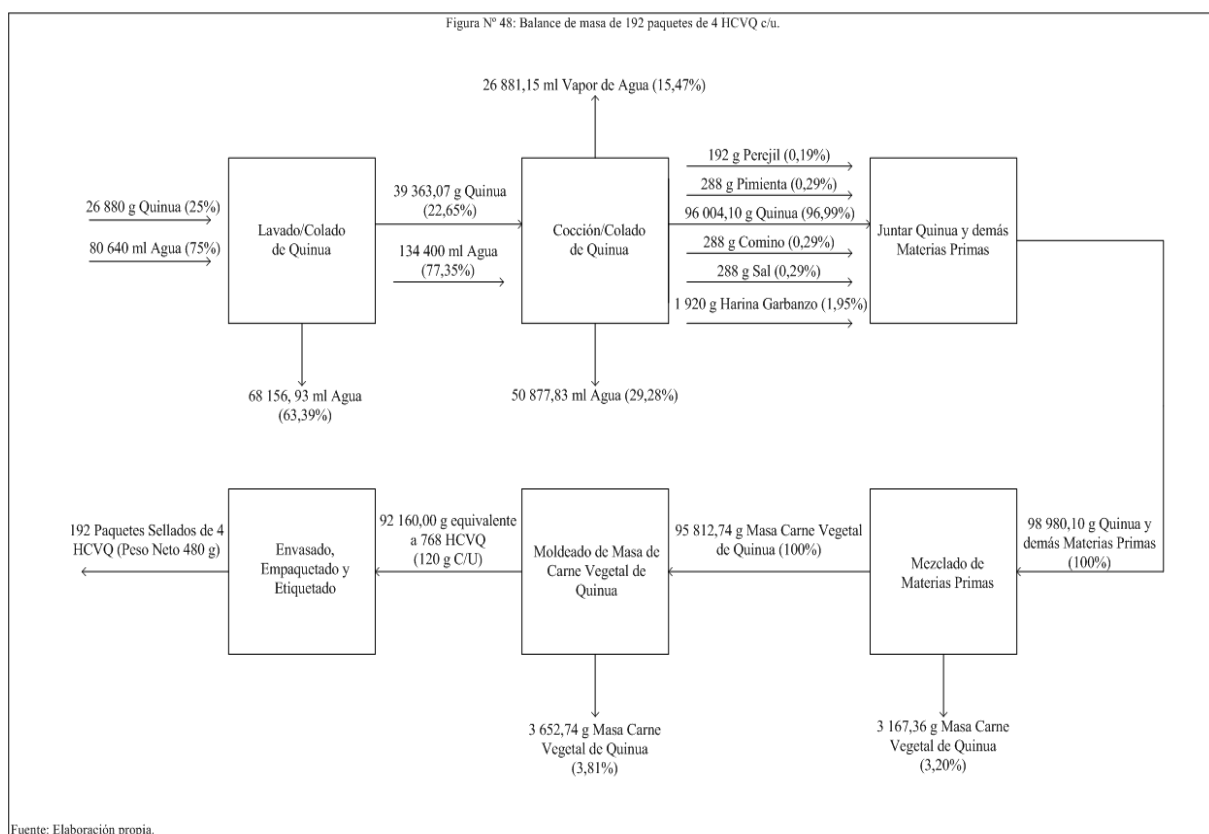 Figura Nº 48: Balance de masa de 192 paquetes de 4 HCVQ c/u.
26 881,15 ml Vapor de Agua (15,47%)
26 880 g Quinua (25%)
80 640 ml Agua (75%)
Lavado/Colado
de Quinua
39 363,07 g Quinua
(22,65%)
134 400 ml Agua
(77,35%)
Cocción/Colado
de Quinua
192 g Perejil (0,19%)
288 g Pimienta (0,29%)
96 004,10 g Quinua (96,99%)
288 g Comino (0,29%)
288 g Sal (0,29%)
1 920 g Harina Garbanzo (1,95%)
Juntar Quinua y demás
Materias Primas
68 156, 93 ml Agua
(63,39%)
50 877,83 ml Agua (29,28%)
192 Paquetes Sellados de 4
HCVQ (Peso Neto 480 g)
Envasado,
Empaquetado y
Etiquetado
92 160,00 g equivalente
a 768 HCVQ
(120 g C/U)
Moldeado de Masa de
Carne Vegetal de
Quinua
95 812,74 g Masa Carne Vegetal
de Quinua (100%)
Mezclado de
Materias Primas
98 980,10 g Quinua y
demás Materias Primas
(100%)
3 652,74 g Masa Carne
Vegetal de Quinua
(3,81%)
3 167,36 g Masa Carne
Vegetal de Quinua
(3,20%)
Fuente: Elaboración propia.